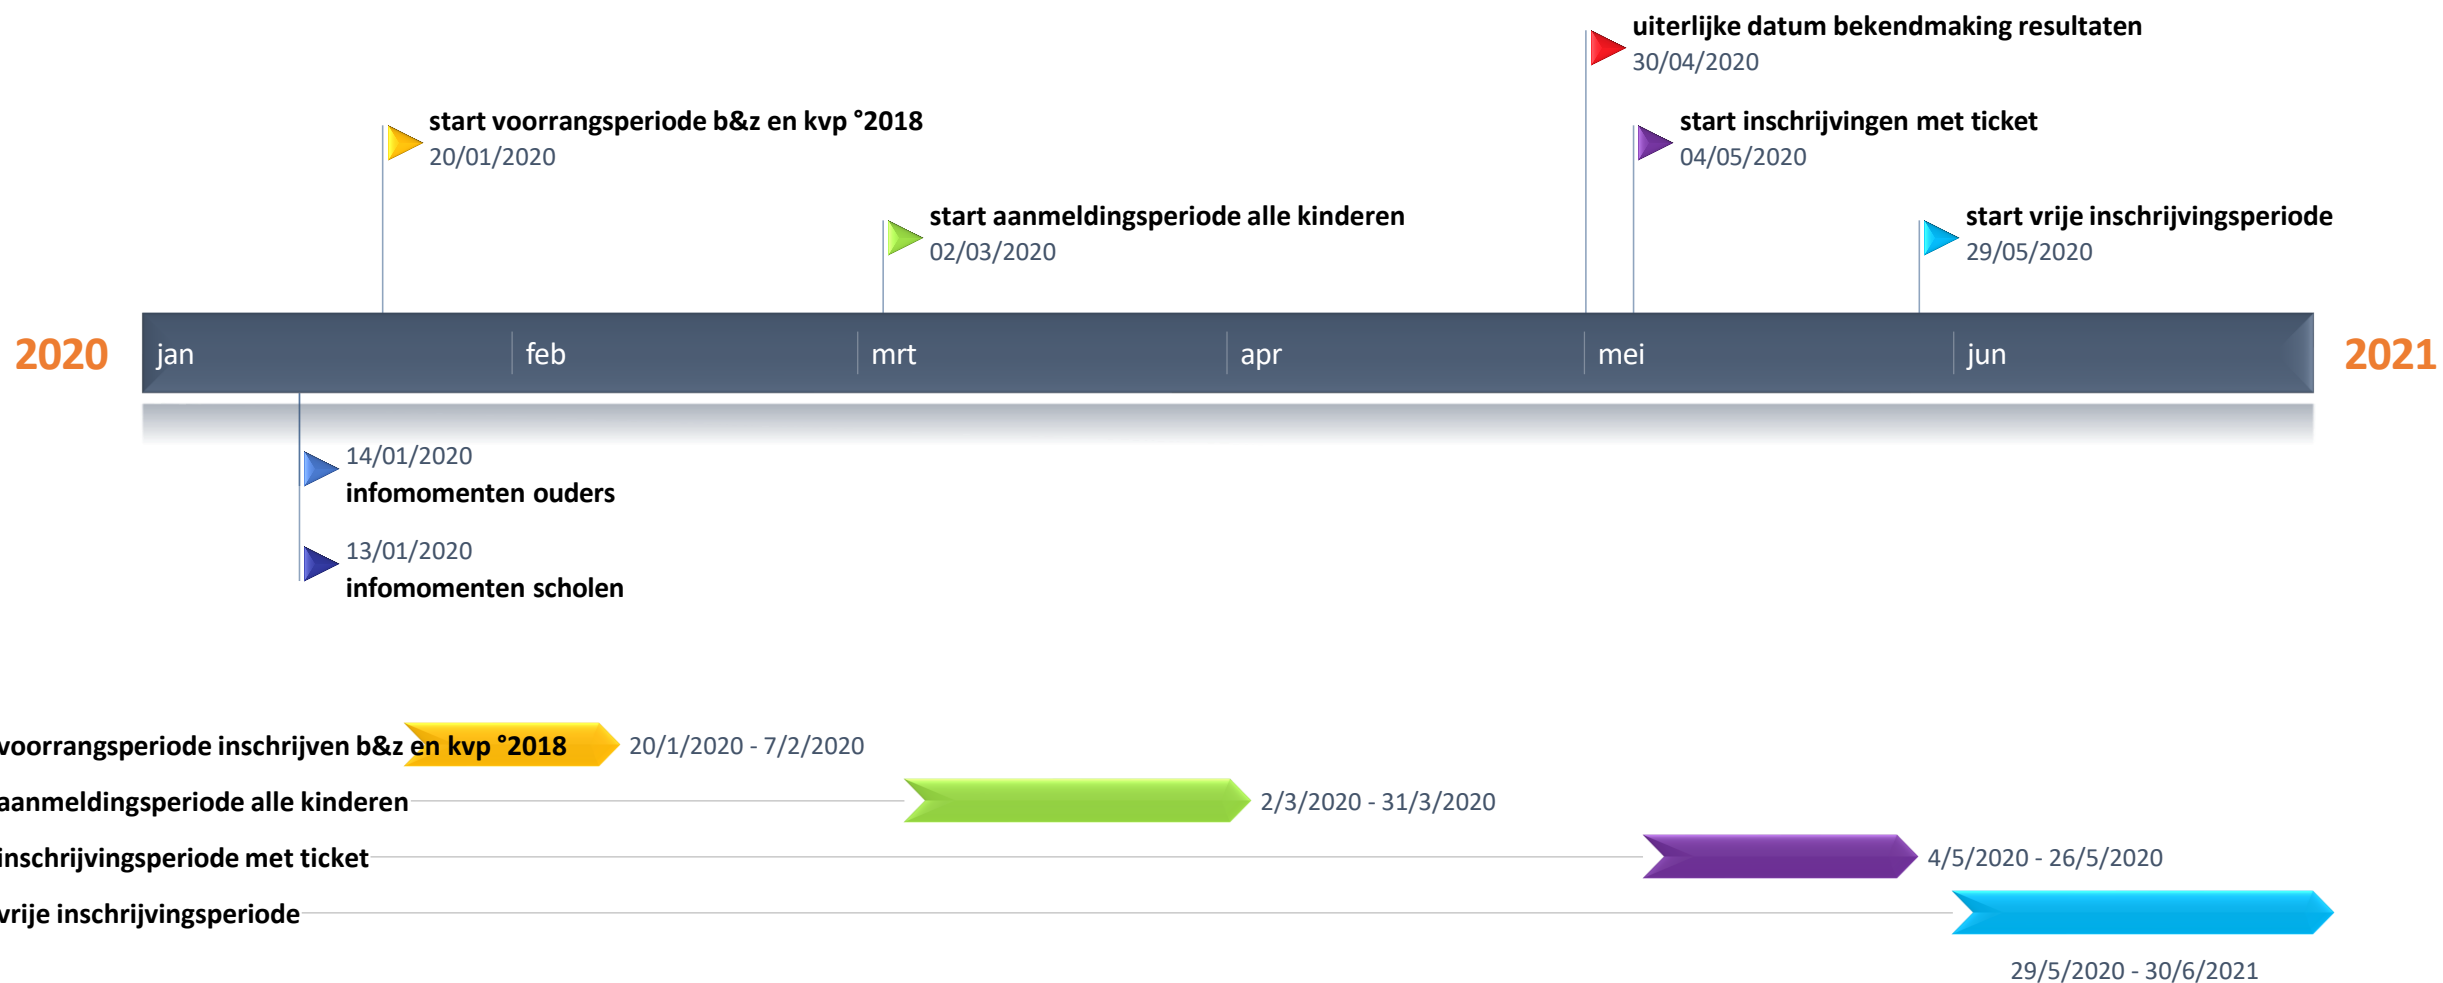 uiterlijke datum bekendmaking resultaten
30/04/2020
start voorrangsperiode b&z en kvp °2018
20/01/2020
start inschrijvingen met ticket
04/05/2020
start aanmeldingsperiode alle kinderen
02/03/2020
start vrije inschrijvingsperiode
29/05/2020
2020 jan feb mrt apr mei jun 2021
14/01/2020
infomomenten ouders
13/01/2020
infomomenten scholen
voorrangsperiode inschrijven b&z en kvp °2018 20/1/2020 - 7/2/2020
aanmeldingsperiode alle kinderen 2/3/2020 - 31/3/2020
inschrijvingsperiode met ticket 4/5/2020 - 26/5/2020
vrije inschrijvingsperiode
29/5/2020 - 30/6/2021